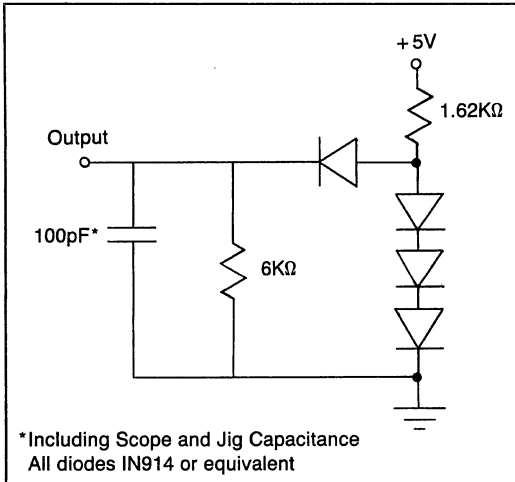 +5V
1.62KΩ
Output
100pF*
6KΩ
*Including Scope and Jig Capacitance
All diodes IN914 or equivalent